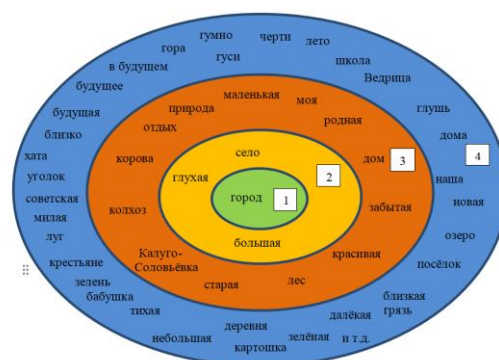 гумно
черти
лето
гора
гуси
в будущем
школа
будущее
Ведрица
маленькая
моя
природа
родная
будущая
глушь
отдых
близко
дома
село
хата
корова
дом
3
4
2
уголок
глухая
наша
советская
город
1
новая
милая
колхоз
забытая
луг
большая
озеро
крестьяне
Калуго-
Соловьёвка
красивая
посёлок
зелень
старая
лес
бабушка
близкая
тихая
грязь
далёкая
деревня
небольшая
зелёная
и т.д.
картошка